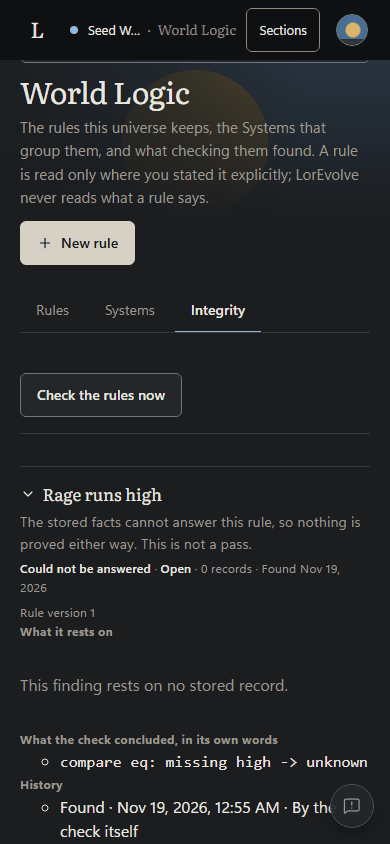 L Seed W... · World Logic Sections
World Logic
The rules this universe keeps, the Systems that
group them, and what checking them found. A rule
is read only where you stated it explicitly; LorEvolve
never reads what a rule says.
+ New rule
Rules Systems Integrity
Check the rules now
Rage runs high
The stored facts cannot answer this rule, so nothing is
proved either way. This is not a pass.
Could not be answered · Open · 0 records · Found Nov 19,
2026
Rule version 1
What it rests on
This finding rests on no stored record.
What the check concluded, in its own words
compare eq: missing high -> unknown
History
Found · Nov 19, 2026, 12:55 AM · By the
check itself